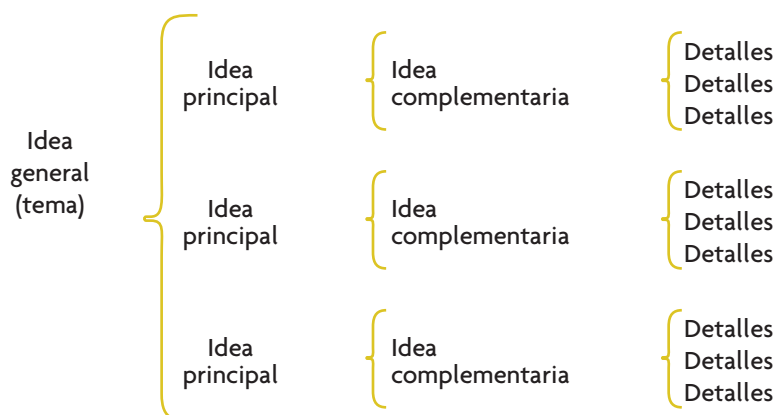 Idea
general
(tema)
Idea
principal
Idea
complementaria
Detalles
Detalles
Detalles
Idea
principal
Idea
complementaria
Detalles
Detalles
Detalles
Idea
principal
Idea
complementaria
Detalles
Detalles
Detalles